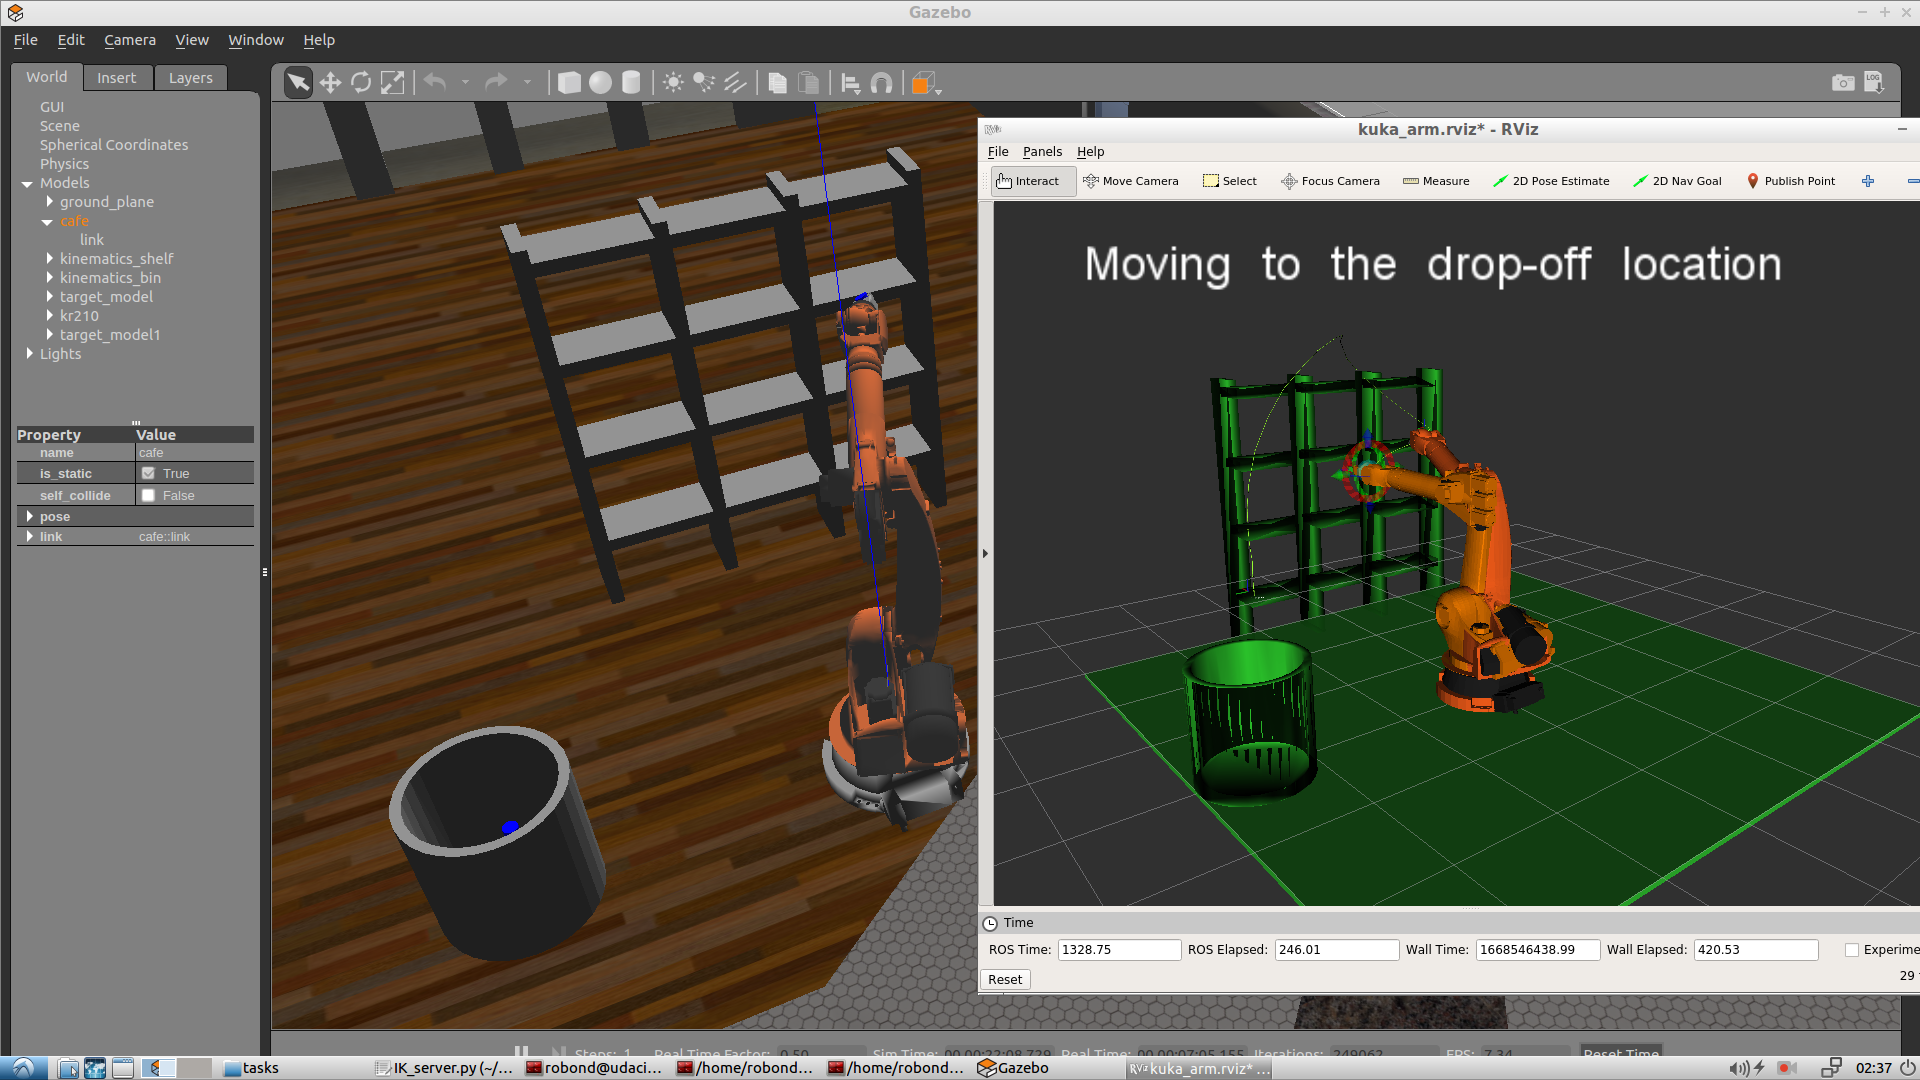 Gazebo
File Edit Camera View Window Help
World Insert Layers
GUI
Scene
Spherical Coordinates
Physics
Models
ground_plane
cafe
link
kinematics_shelf
kinematics_bin
target_model
kr210
target_model1
Lights
Property Value
name cafe
is_static True
self_collide False
pose
link cafe::link
LOG
RViz kuka_arm.rviz* - RViz
File Panels Help
Interact Move Camera Select Focus Camera Measure 2D Pose Estimate 2D Nav Goal Publish Point
Moving to the drop-off location
Time
ROS Time: 1328.75 ROS Elapsed: 246.01 Wall Time: 1668546438.99 Wall Elapsed: 420.53 Experime
Reset
29
Steps: 1 Real Time Factor: 0.50 Sim Time: 00 00:22:08.729 Real Time: 00 00:07:05.155 Iterations: 249062 FPS: 7.34 Reset Time
tasks IK_server.py (~/... robond@udaci... /home/robond... /home/robond... Gazebo RViz kuka_arm.rviz* ... 02:37